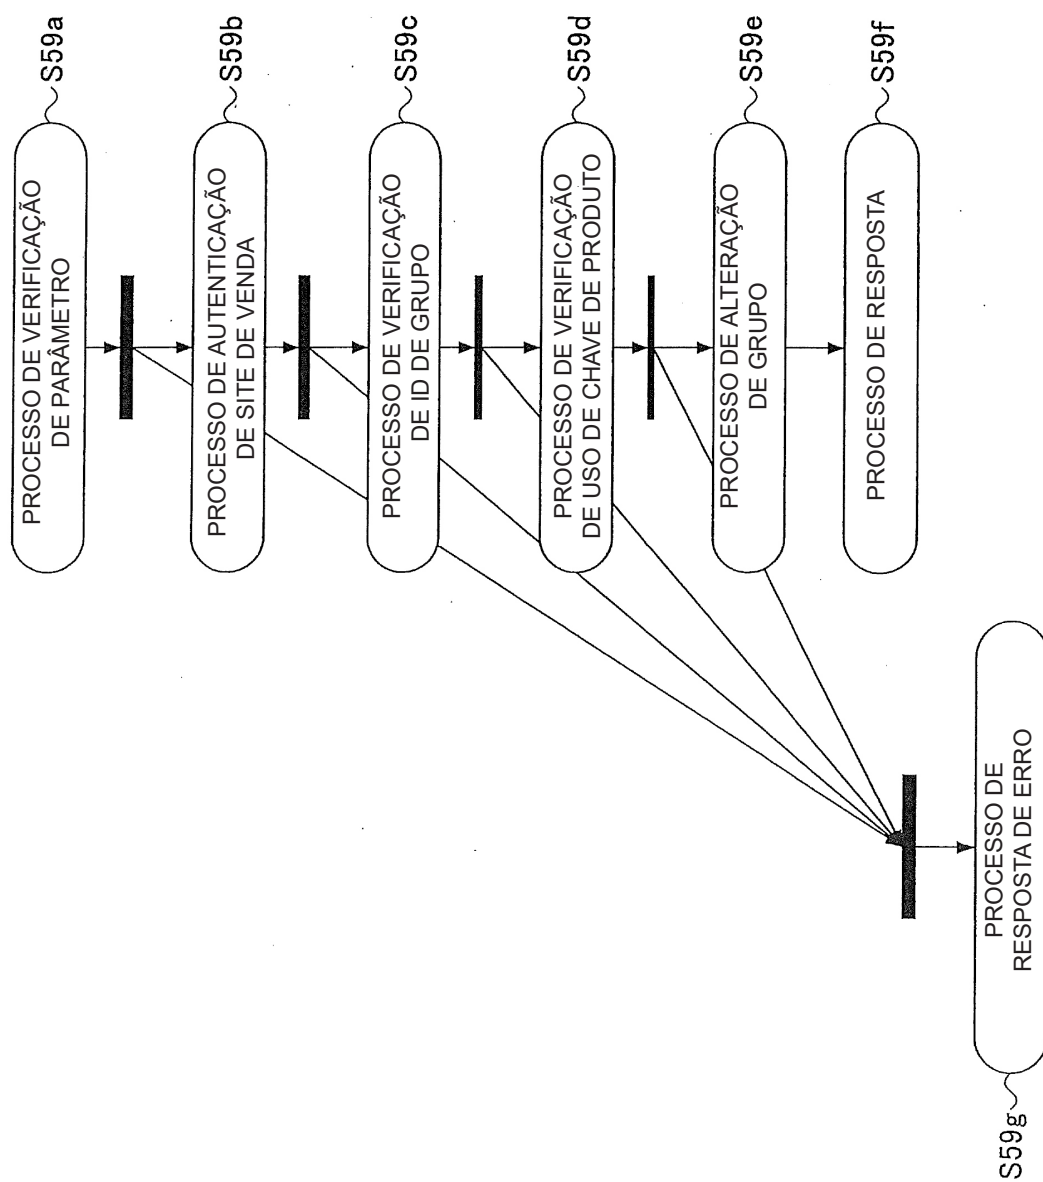 PROCESSO DE VERIFICAÇÃO
DE PARÂMETRO
S59a
PROCESSO DE AUTENTICAÇÃO
DE SITE DE VENDA
S59b
PROCESSO DE VERIFICAÇÃO
DE ID DE GRUPO
S59c
PROCESSO DE VERIFICAÇÃO
DE USO DE CHAVE DE PRODUTO
S59d
PROCESSO DE ALTERAÇÃO
DE GRUPO
S59e
PROCESSO DE RESPOSTA
S59f
PROCESSO DE
RESPOSTA DE ERRO
S59g